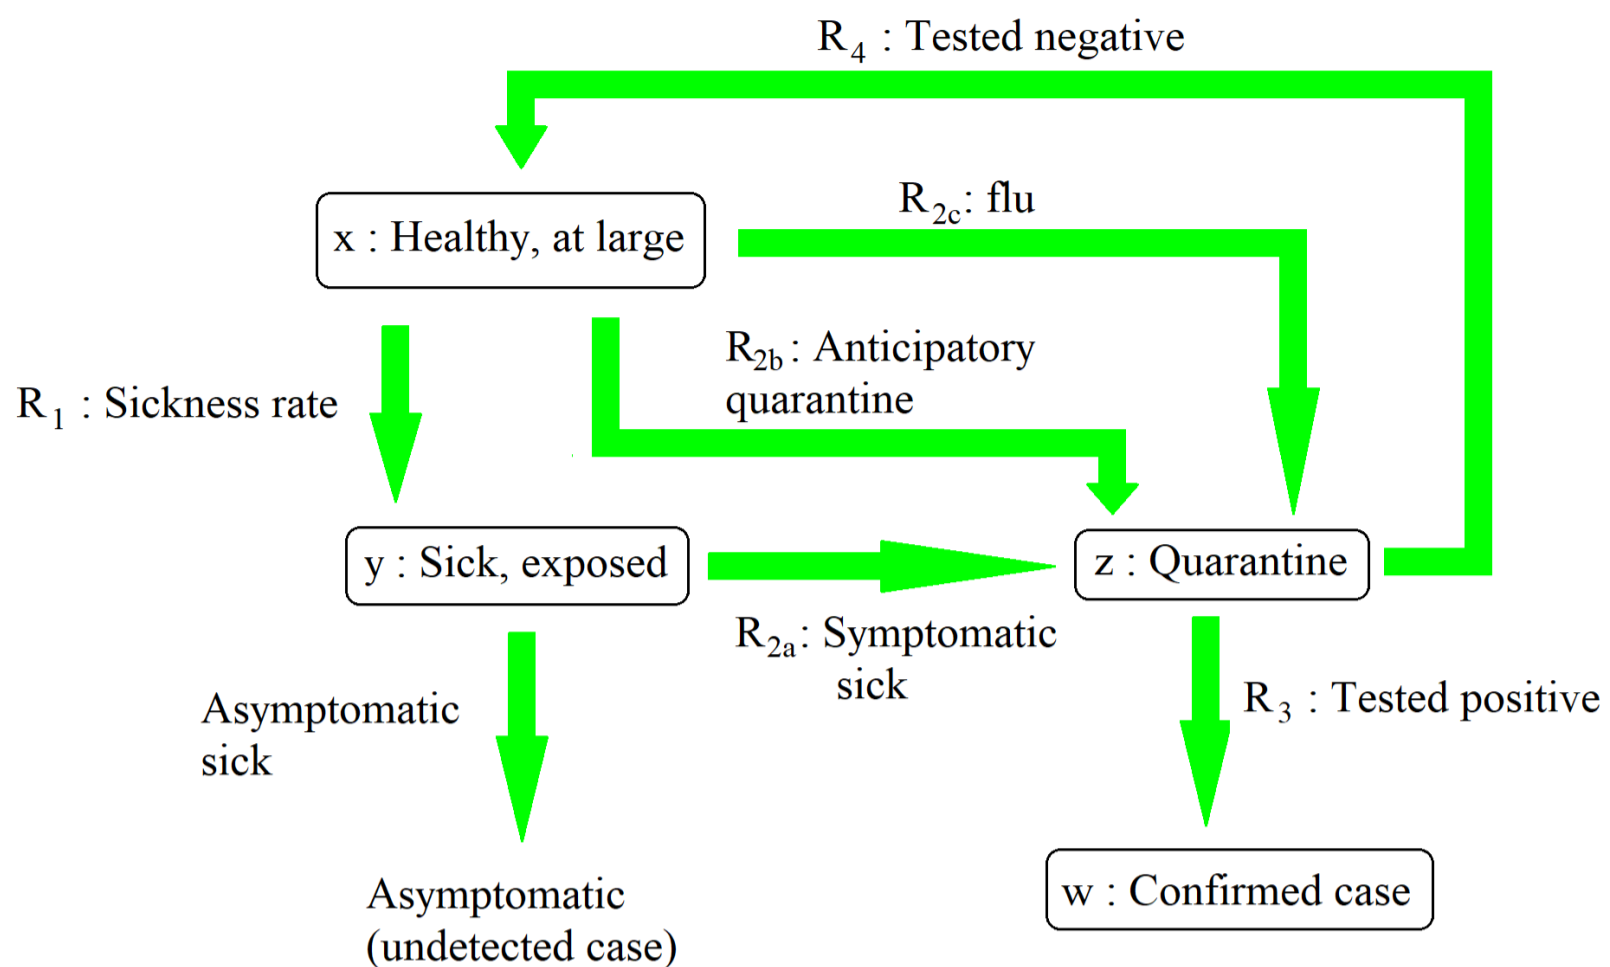 R4 : Tested negative
R2c: flu
x : Healthy, at large
R2b : Anticipatory
quarantine
R1 : Sickness rate
y : Sick, exposed
z : Quarantine
R2a: Symptomatic
sick
Asymptomatic
sick
R3 : Tested positive
Asymptomatic
(undetected case)
w : Confirmed case